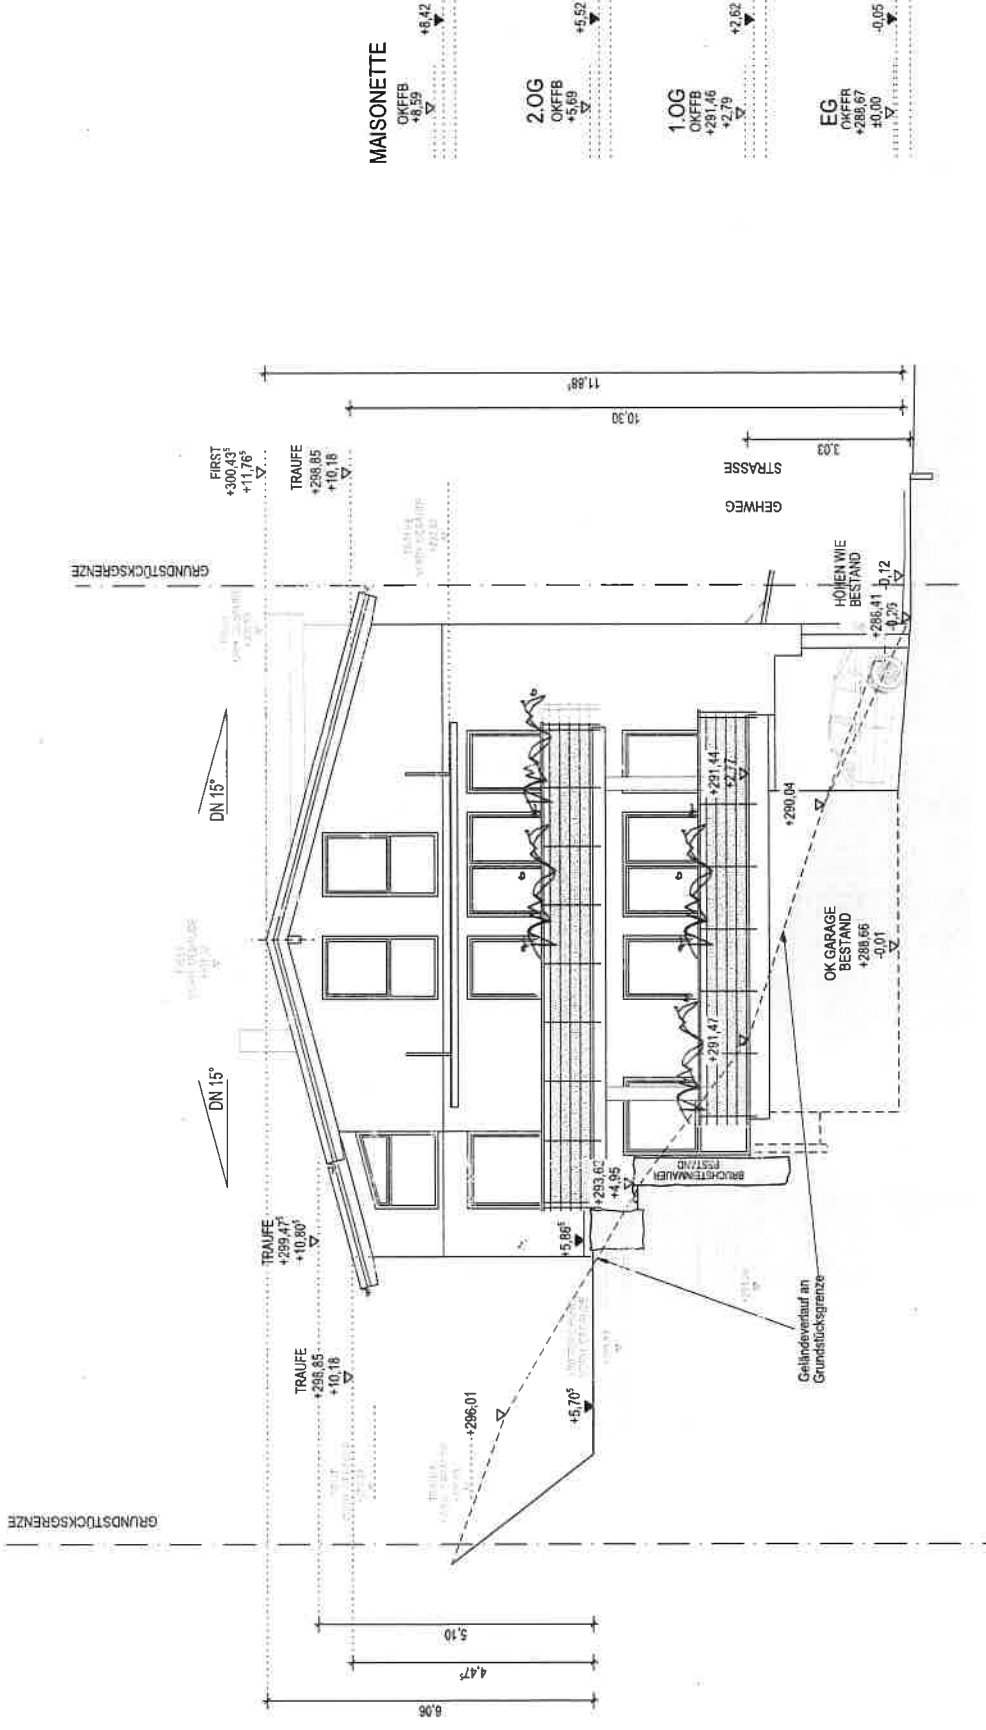 MAISONETTE
OKFFB
+8,59
+8,42
2.OG
OKFFB
+5,69
+5,52
1.OG
OKFFB
+291,46
+2,79
+2,62
EG
OKFFB
+288,67
±0,00
-0,05
11,88⁵
10,30
3,03
STRASSE
GEHWEG
FIRST
+300,43⁵
+11,76⁵
TRAUFE
+298,85
+10,18
GRUNDSTÜCKSGRENZE
HÖHEN WIE
BESTAND
-0,12
+288,41
-0,26
DN 15°
+291,44
+2,77
+290,04
OK GARAGE
BESTAND
+288,66
-0,01
+291,47
DN 15°
BRUCHSTEINMAUER
BESTAND
+293,62
+4,95
+5,86⁵
TRAUFE
+299,47⁵
+10,80⁵
TRAUFE
+298,85
+10,18
Geländeverlauf an
Grundstücksgrenze
+296,01
+5,70⁵
GRUNDSTÜCKSGRENZE
5,10
4,47⁵
6,06